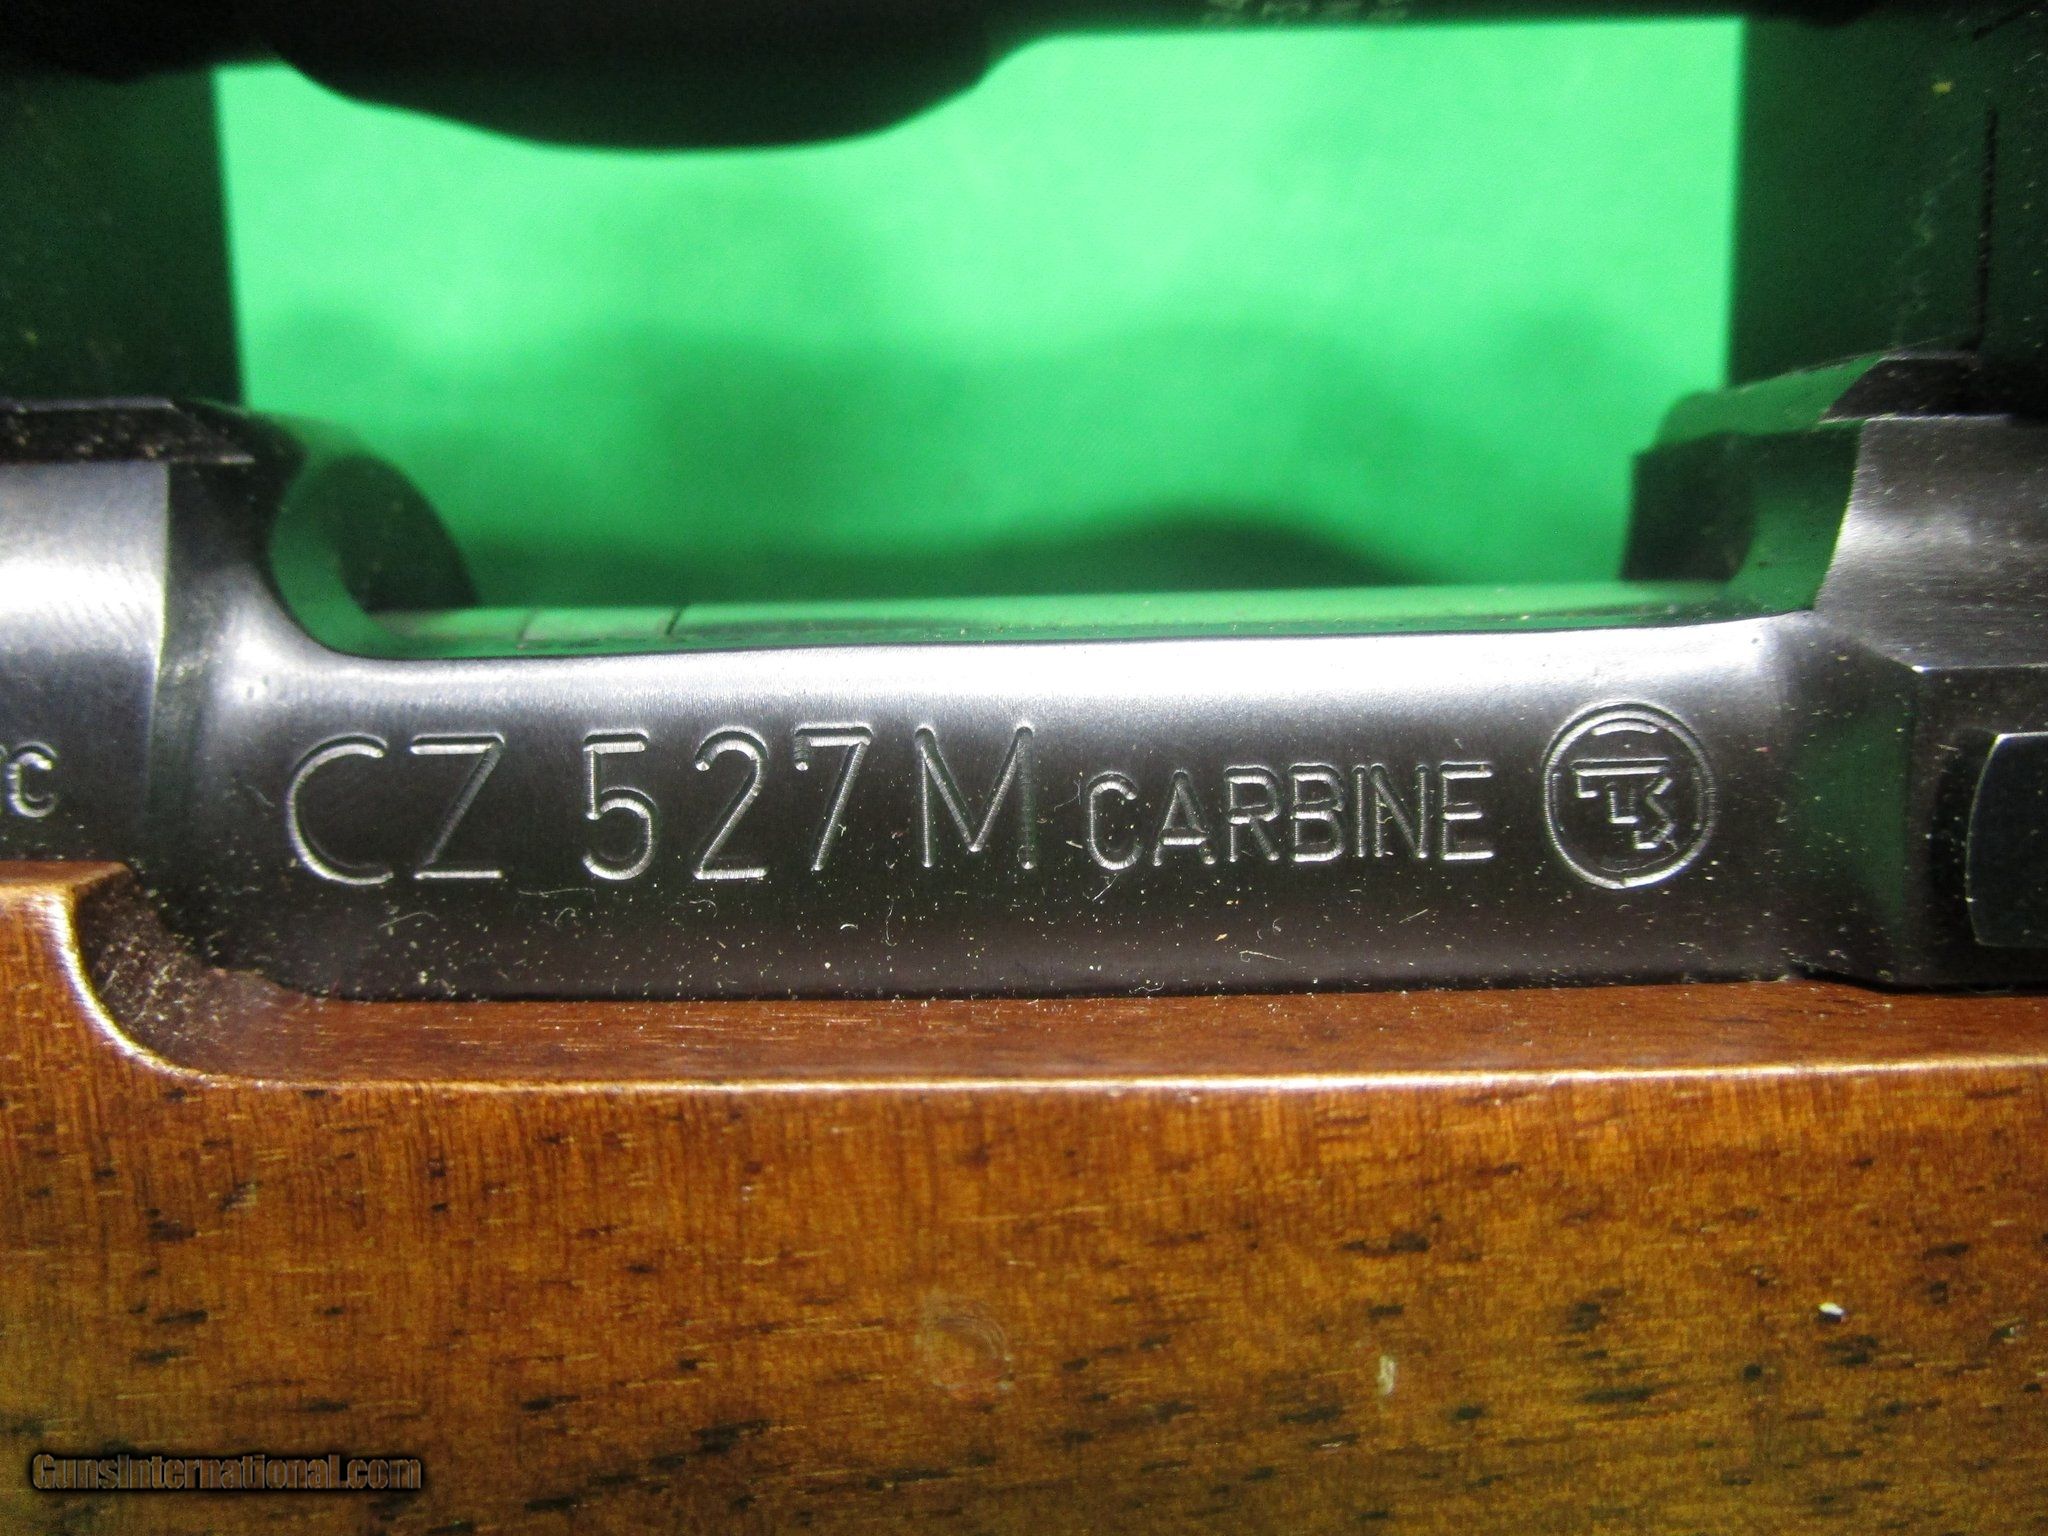 C
CZ 527 M CARBINE
GunsInternational.com